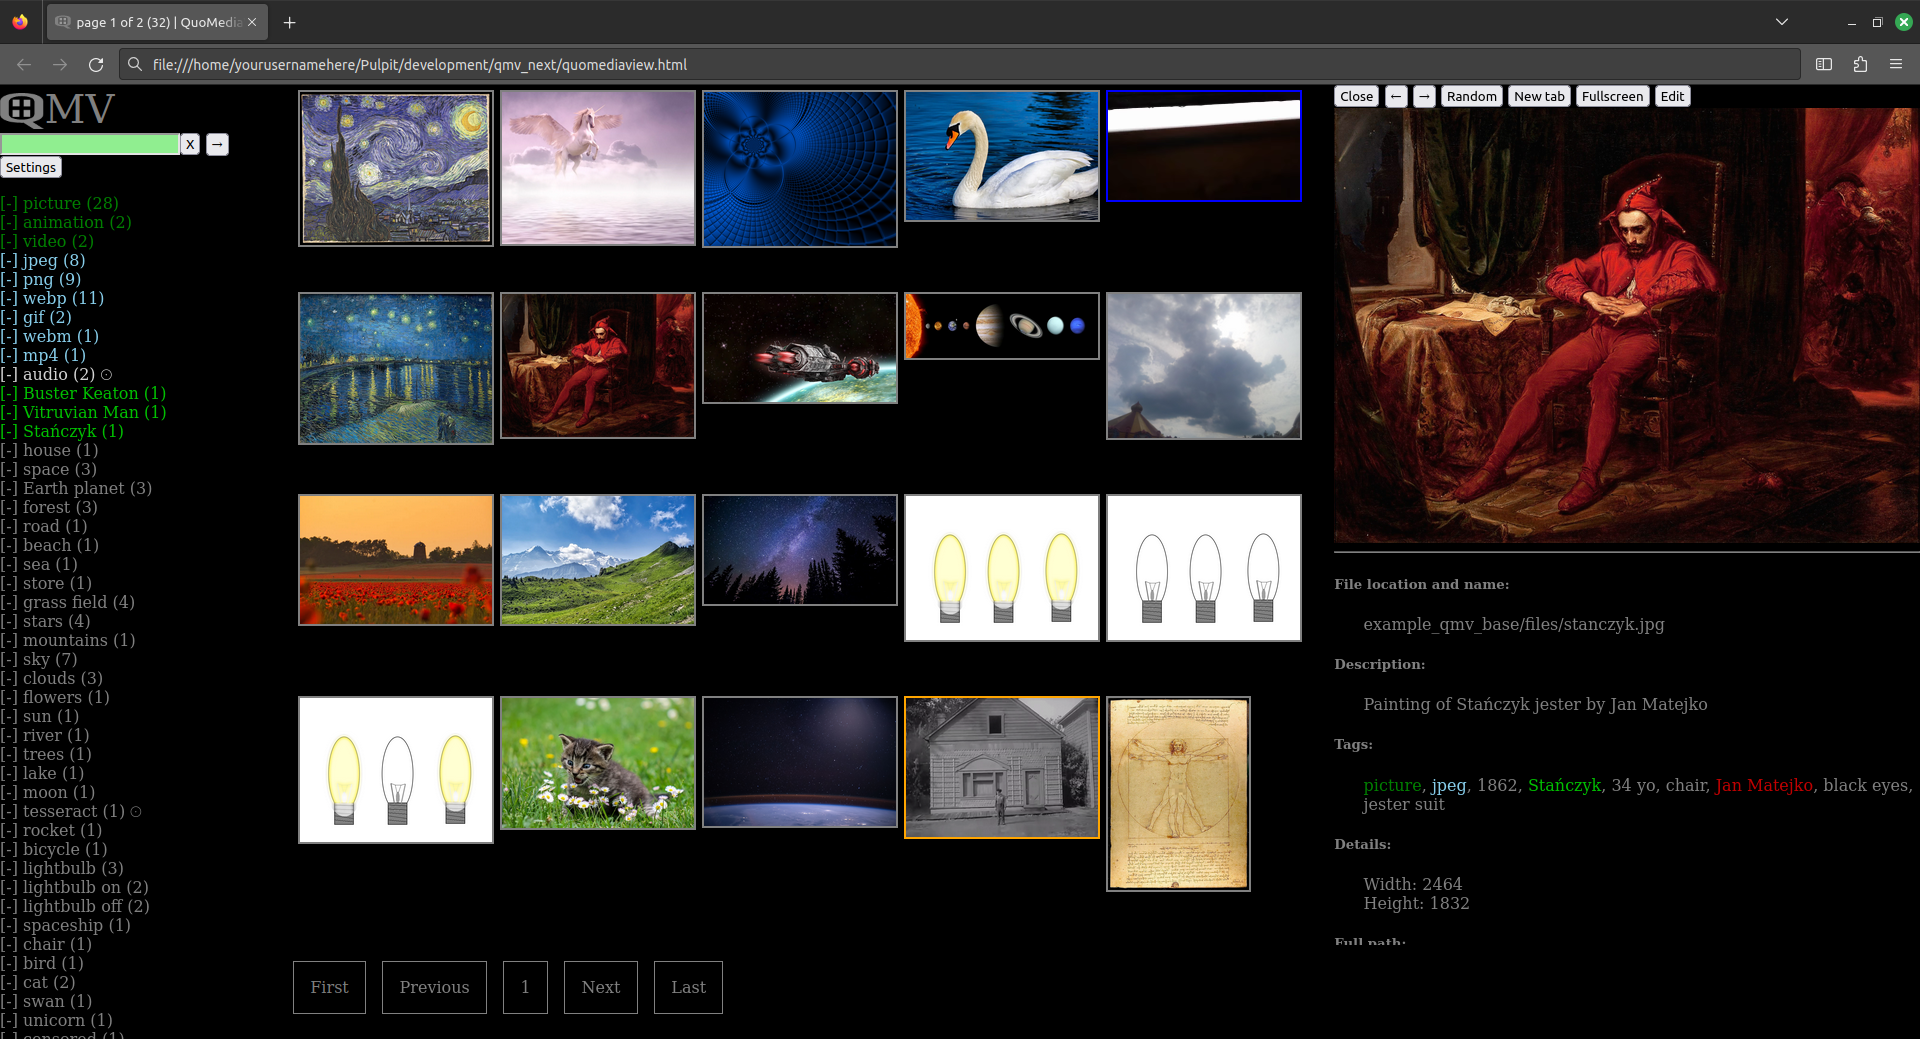 page 1 of 2 (32) | QuoMedia
file:///home/yourusernamehere/Pulpit/development/qmv_next/quomediaview.html
QMV
X →
Settings
[-] picture (28)
[-] animation (2)
[-] video (2)
[-] jpeg (8)
[-] png (9)
[-] webp (11)
[-] gif (2)
[-] webm (1)
[-] mp4 (1)
[-] audio (2) ⊙
[-] Buster Keaton (1)
[-] Vitruvian Man (1)
[-] Stańczyk (1)
[-] house (1)
[-] space (3)
[-] Earth planet (3)
[-] forest (3)
[-] road (1)
[-] beach (1)
[-] sea (1)
[-] store (1)
[-] grass field (4)
[-] stars (4)
[-] mountains (1)
[-] sky (7)
[-] clouds (3)
[-] flowers (1)
[-] sun (1)
[-] river (1)
[-] trees (1)
[-] lake (1)
[-] moon (1)
[-] tesseract (1) ⊙
[-] rocket (1)
[-] bicycle (1)
[-] lightbulb (3)
[-] lightbulb on (2)
[-] lightbulb off (2)
[-] spaceship (1)
[-] chair (1)
[-] bird (1)
[-] cat (2)
[-] swan (1)
[-] unicorn (1)
[-] censored (1)
First Previous 1 Next Last
Close ← → Random New tab Fullscreen Edit
File location and name:
example_qmv_base/files/stanczyk.jpg
Description:
Painting of Stańczyk jester by Jan Matejko
Tags:
picture, jpeg, 1862, Stańczyk, 34 yo, chair, Jan Matejko, black eyes,
jester suit
Details:
Width: 2464
Height: 1832
Full path: